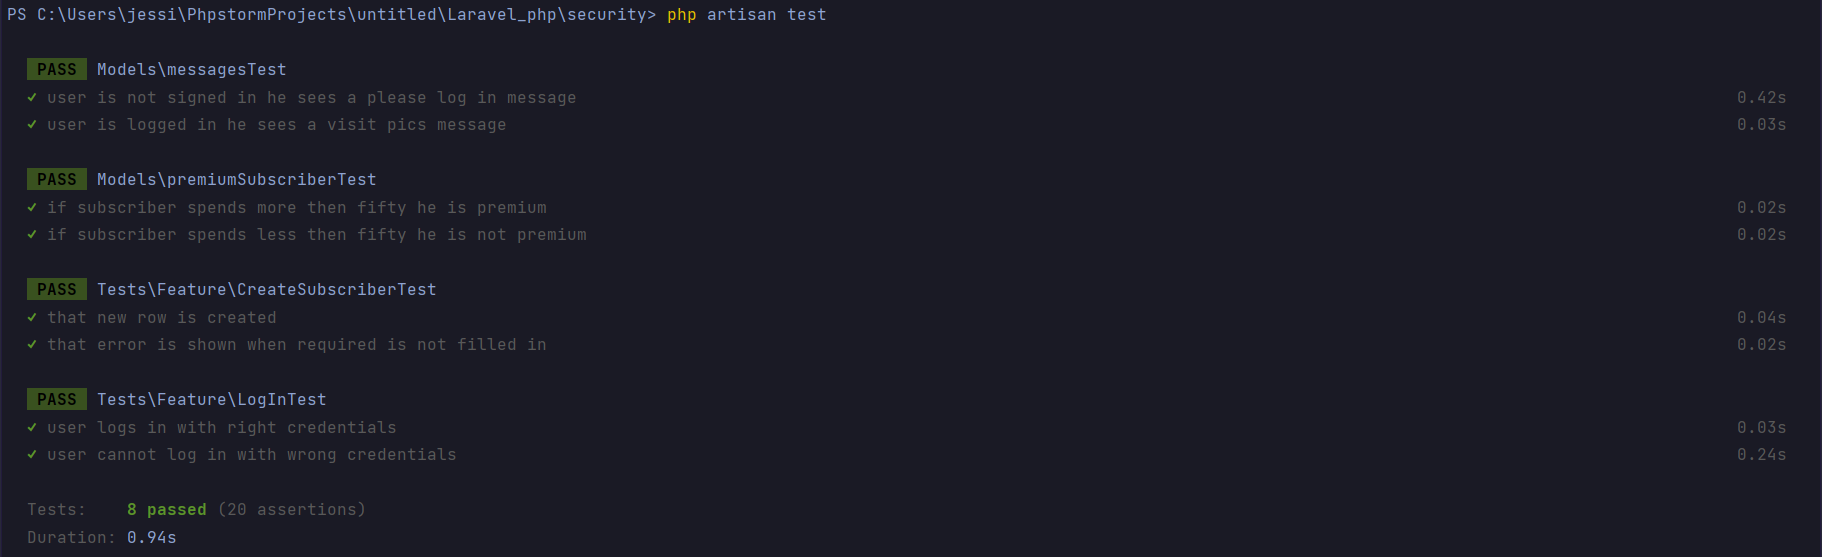 PS C:\Users\jessi\PhpstormProjects\untitled\Laravel_php\security> php artisan test
PASS Models\messagesTest
✓ user is not signed in he sees a please log in message 0.42s
✓ user is logged in he sees a visit pics message 0.03s
PASS Models\premiumSubscriberTest
✓ if subscriber spends more then fifty he is premium 0.02s
✓ if subscriber spends less then fifty he is not premium 0.02s
PASS Tests\Feature\CreateSubscriberTest
✓ that new row is created 0.04s
✓ that error is shown when required is not filled in 0.02s
PASS Tests\Feature\LogInTest
✓ user logs in with right credentials 0.03s
✓ user cannot log in with wrong credentials 0.24s
Tests: 8 passed (20 assertions)
Duration: 0.94s